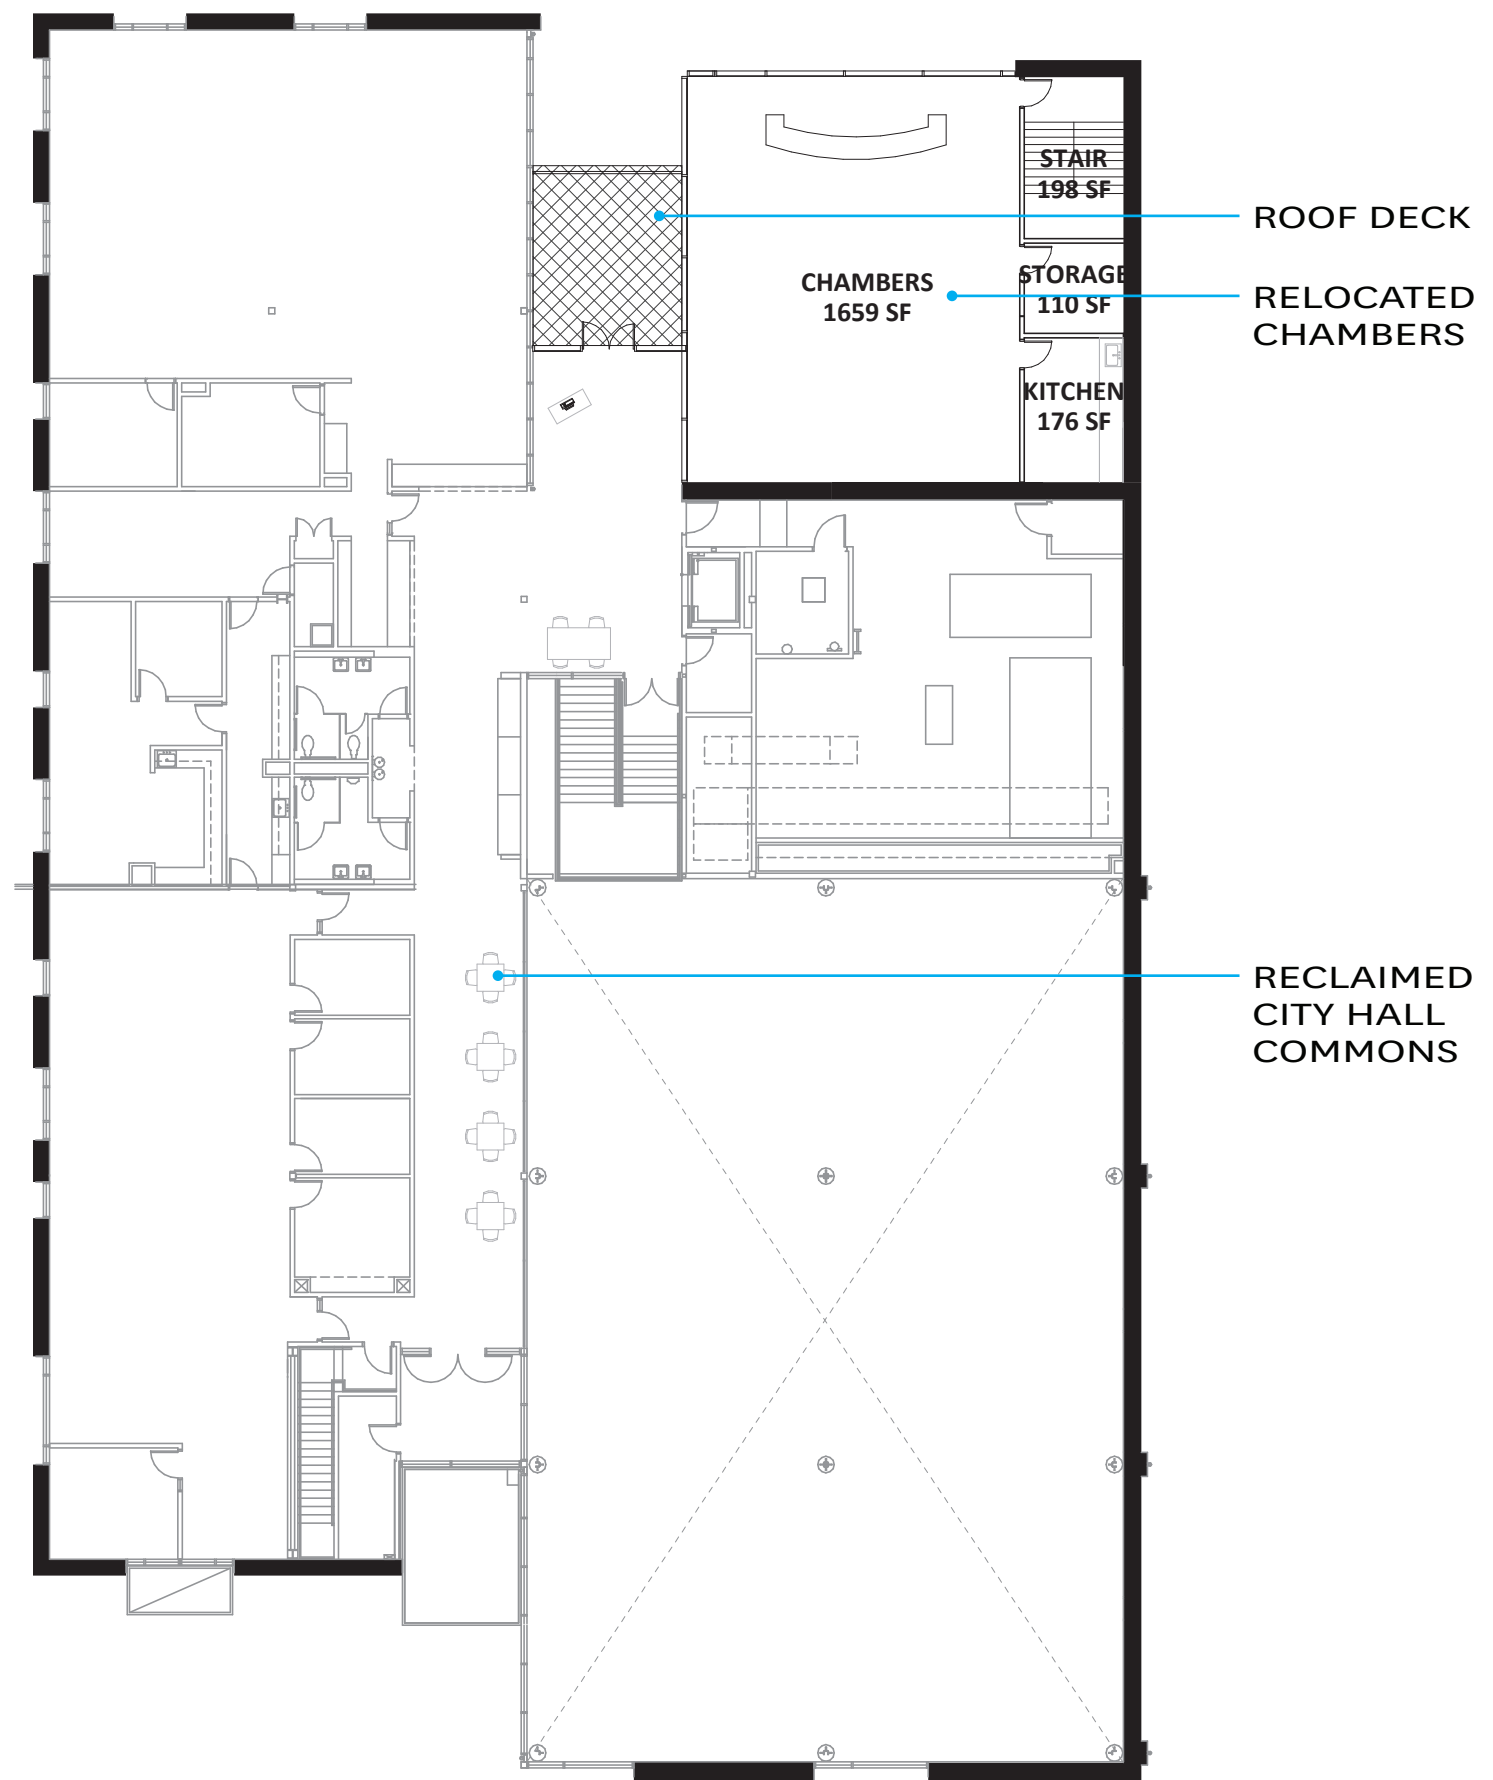 STAIR
198 SF
ROOF DECK
CHAMBERS
1659 SF
STORAGE
110 SF
RELOCATED
CHAMBERS
KITCHEN
176 SF
RECLAIMED
CITY HALL
COMMONS